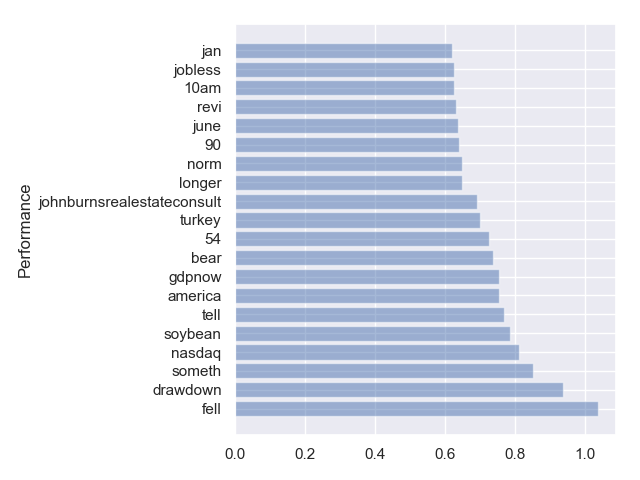 jan
jobless
10am
revi
june
90
norm
longer
johnburnsrealestateconsult
turkey
54
bear
gdpnow
america
tell
soybean
nasdaq
someth
drawdown
fell
Performance
0.0 0.2 0.4 0.6 0.8 1.0